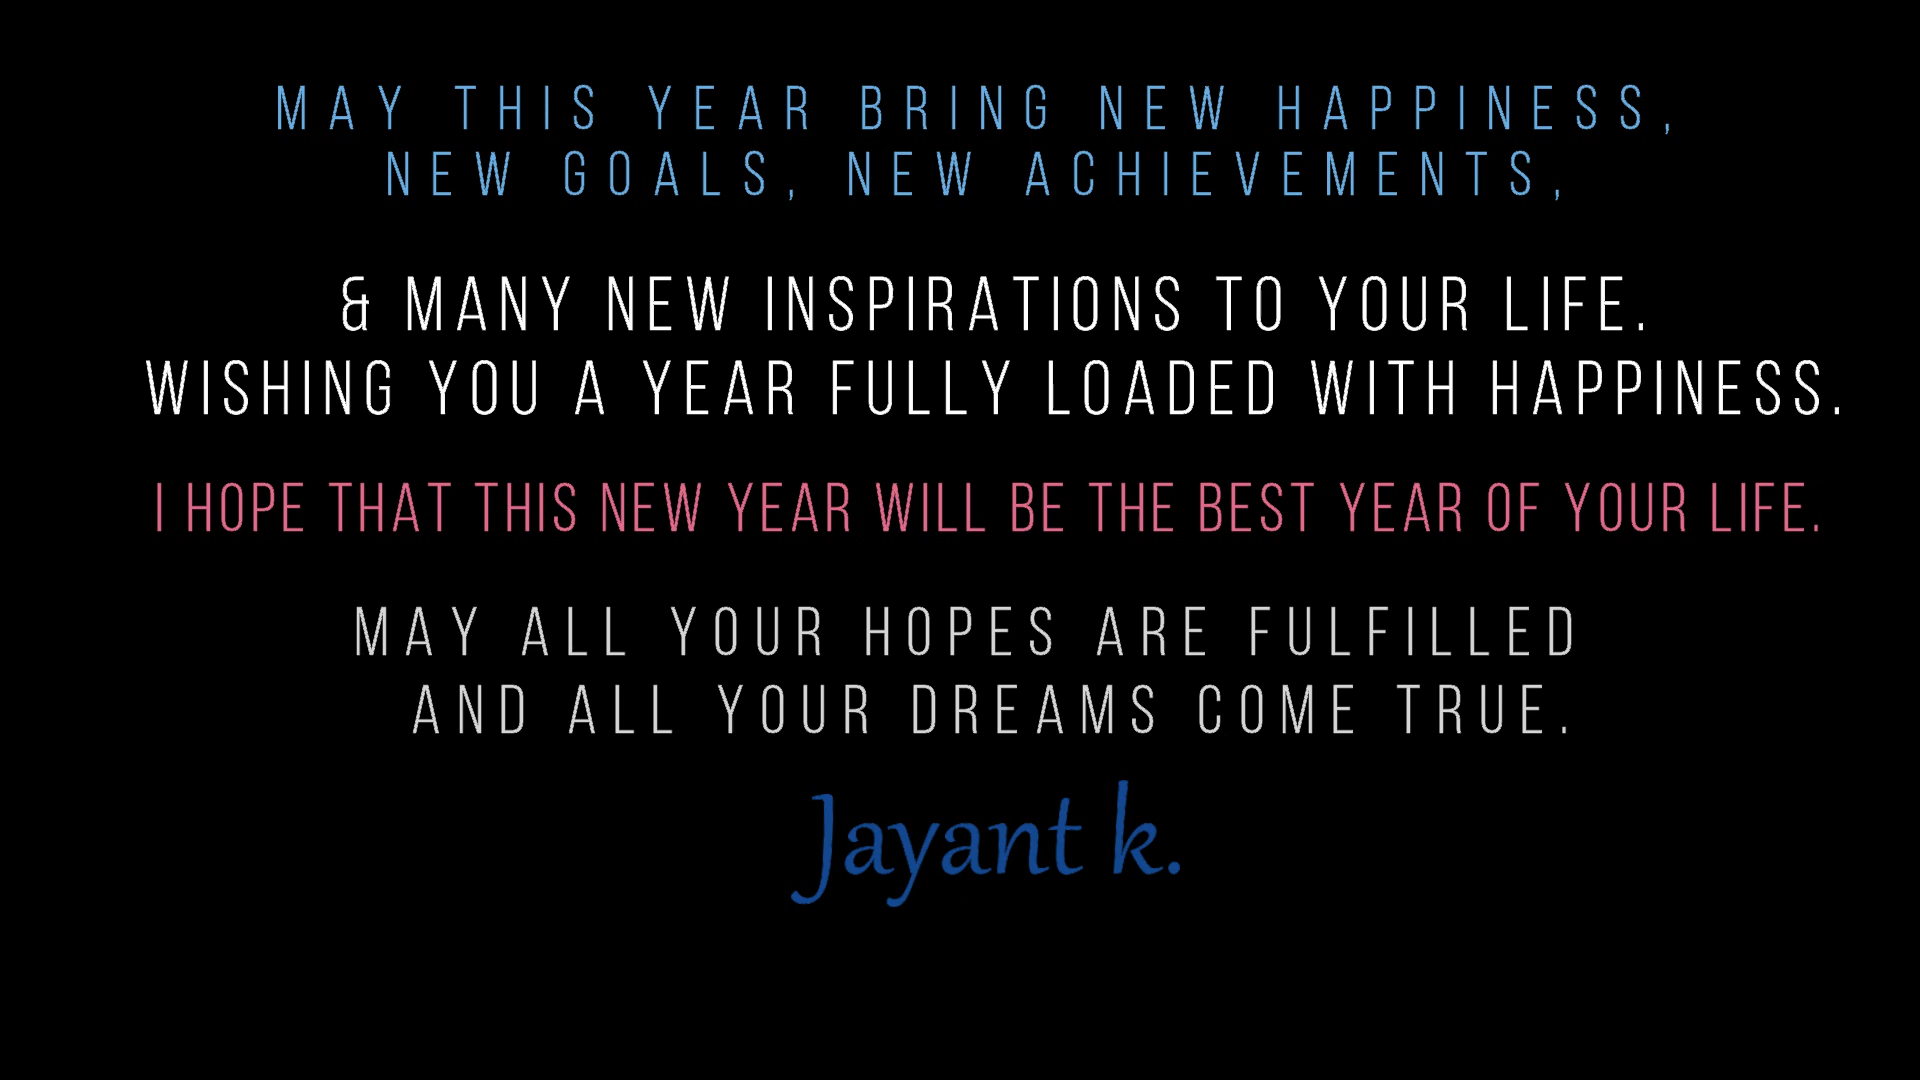 MAY THIS YEAR BRING NEW HAPPINESS,
NEW GOALS, NEW ACHIEVEMENTS,
& MANY NEW INSPIRATIONS TO YOUR LIFE.
WISHING YOU A YEAR FULLY LOADED WITH HAPPINESS.
I HOPE THAT THIS NEW YEAR WILL BE THE BEST YEAR OF YOUR LIFE.
MAY ALL YOUR HOPES ARE FULFILLED
AND ALL YOUR DREAMS COME TRUE.
Jayant k.